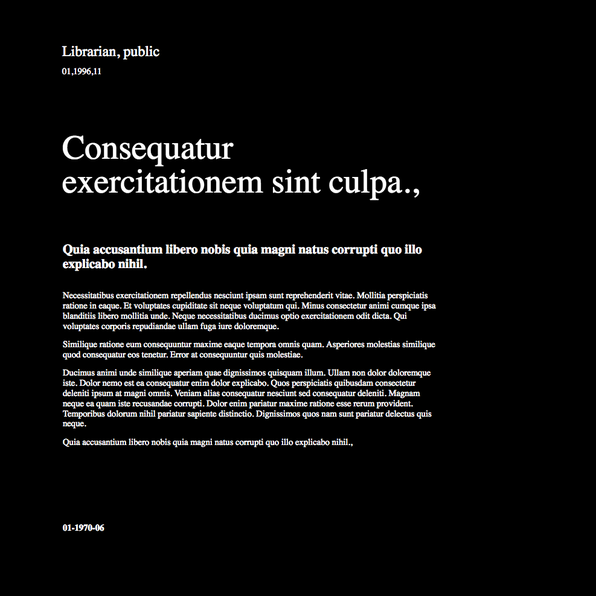 Librarian, public
01,1996,11
Consequatur
exercitationem sint culpa.,
Quia accusantium libero nobis quia magni natus corrupti quo illo
explicabo nihil.
Necessitatibus exercitationem repellendus nesciunt ipsam sunt reprehenderit vitae. Mollitia perspiciatis
ratione in eaque. Et voluptates cupiditate sit neque voluptatum qui. Minus consectetur animi cumque ipsa
blanditiis libero mollitia unde. Neque necessitatibus ducimus optio exercitationem odit dicta. Qui
voluptates corporis repudiandae ullam fuga iure doloremque.
Similique ratione eum consequuntur maxime eaque tempora omnis quam. Asperiores molestias similique
quod consequatur eos tenetur. Error at consequuntur quis molestiae.
Ducimus animi unde similique aperiam quae dignissimos quisquam illum. Ullam non dolor doloremque
iste. Dolor nemo est ea consequatur enim dolor explicabo. Quos perspiciatis quibusdam consectetur
deleniti ipsum at magni omnis. Veniam alias consequatur nesciunt sed consequatur deleniti. Magnam
neque ea quam iste recusandae corrupti. Dolor enim pariatur maxime ratione esse rerum provident.
Temporibus dolorum nihil pariatur sapiente distinctio. Dignissimos quos nam sunt pariatur delectus quis
neque.
Quia accusantium libero nobis quia magni natus corrupti quo illo explicabo nihil.,
01-1970-06